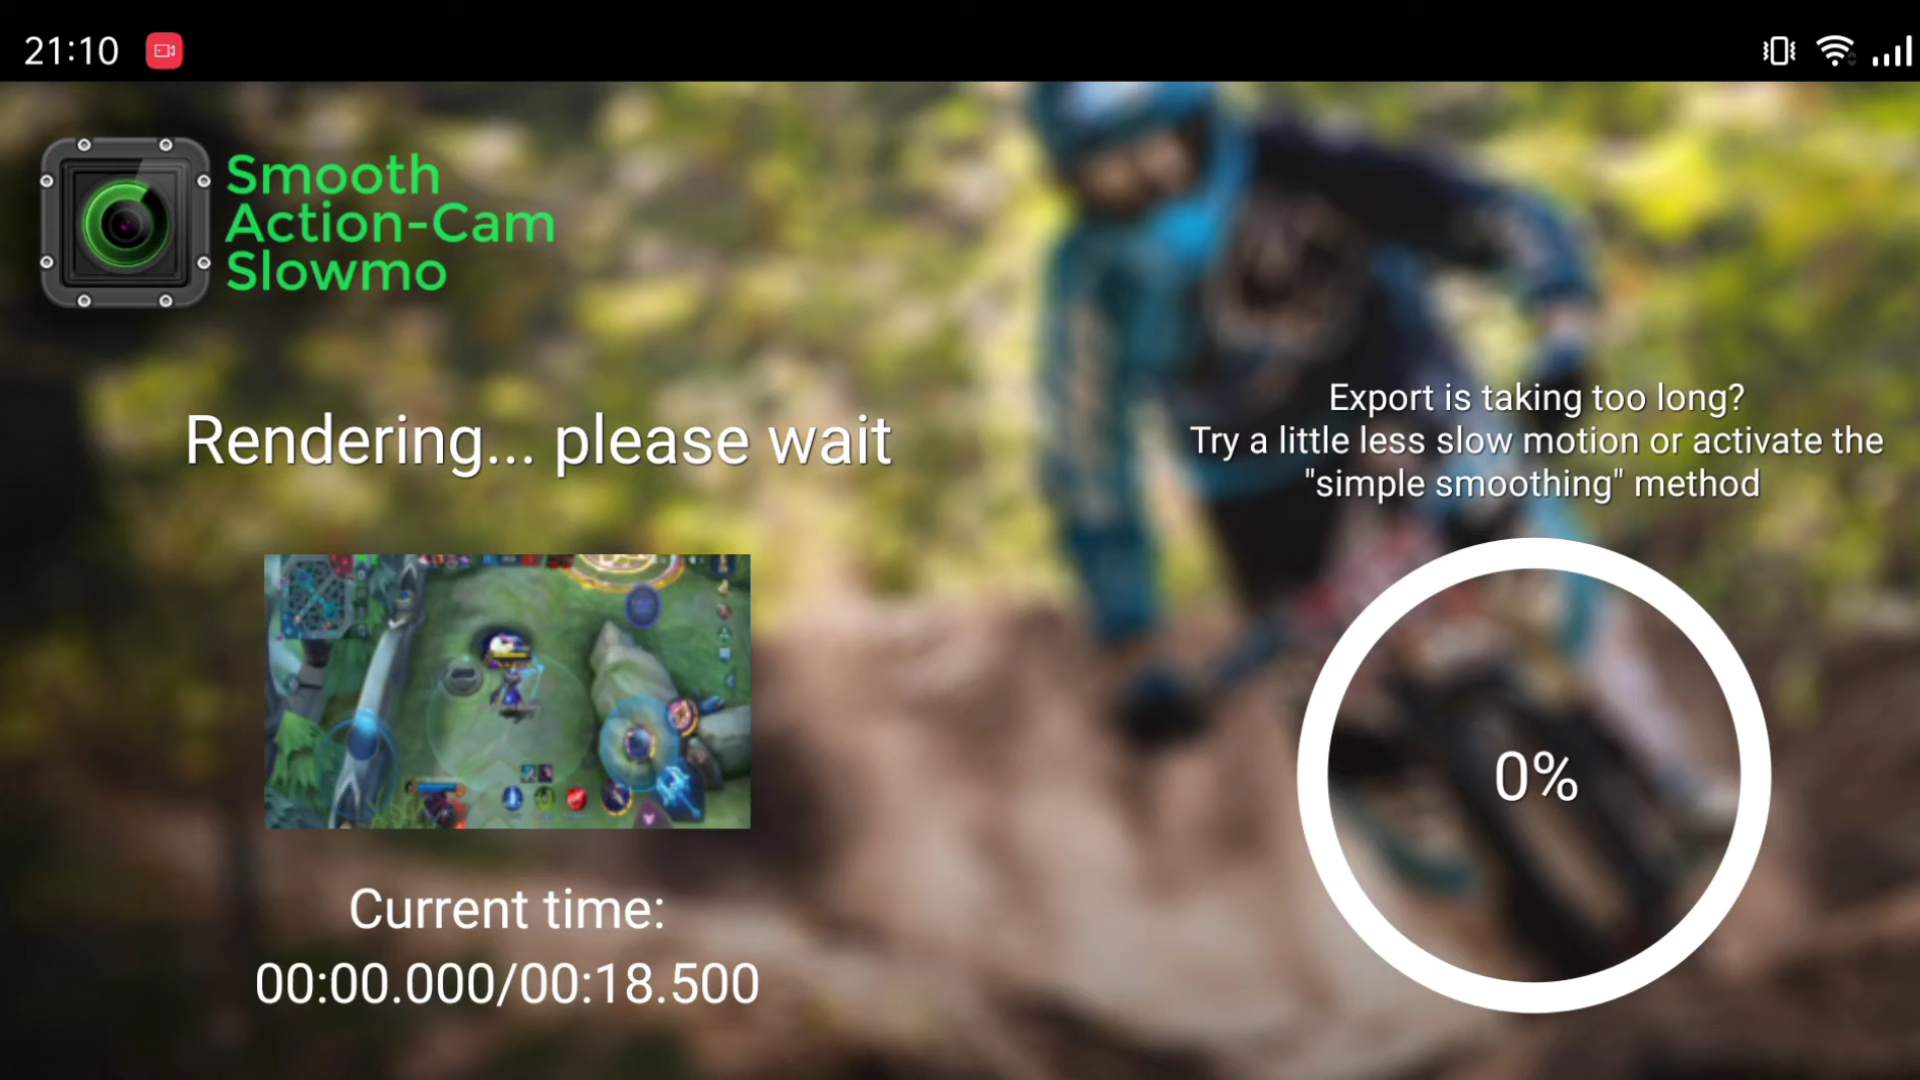 21:10
Smooth
Action-Cam
Slowmo
Rendering... please wait
Export is taking too long?
Try a little less slow motion or activate the
"simple smoothing" method
0%
Current time:
00:00.000/00:18.500